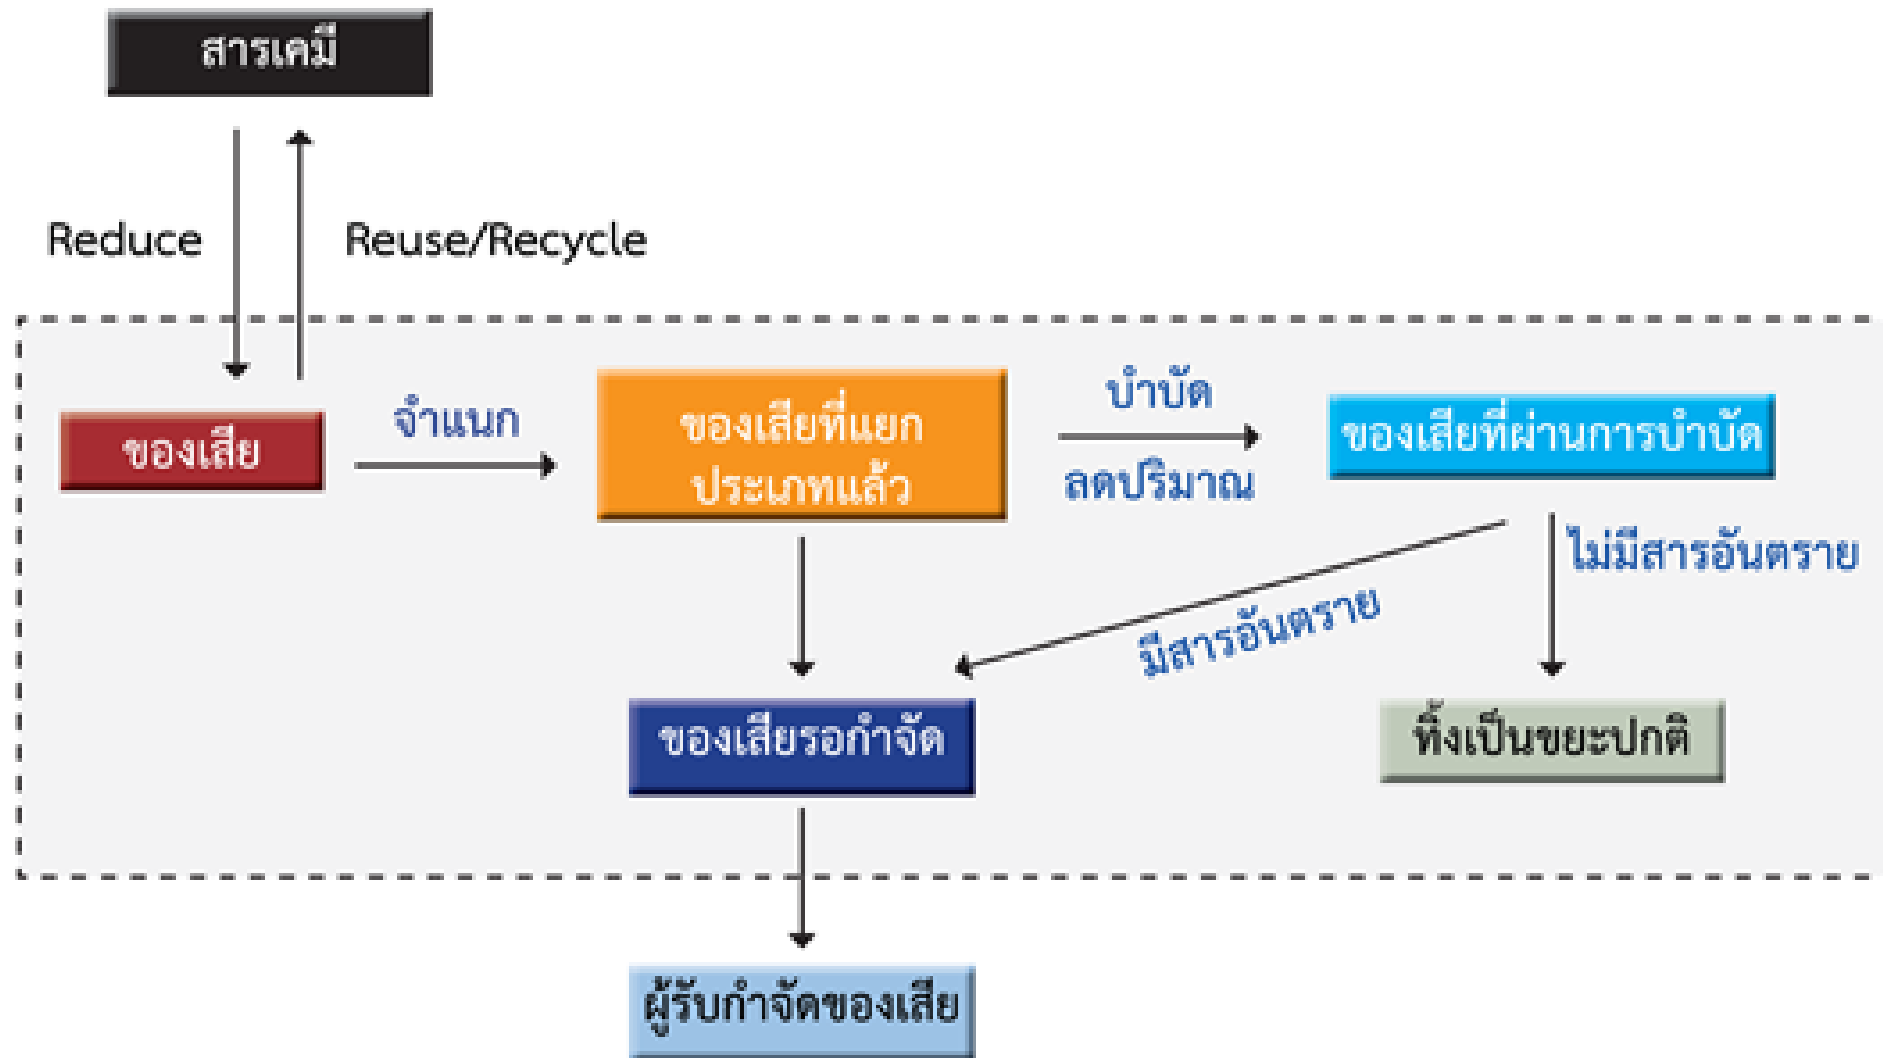 สารเคมี
Reduce
Reuse/Recycle
ของเสีย
จำแนก
ของเสียที่แยก
ประเภทแล้ว
บำบัด
ลดปริมาณ
ของเสียที่ผ่านการบำบัด
ไม่มีสารอันตราย
มีสารอันตราย
ของเสียรอกำจัด
ทิ้งเป็นขยะปกติ
ผู้รับกำจัดของเสีย